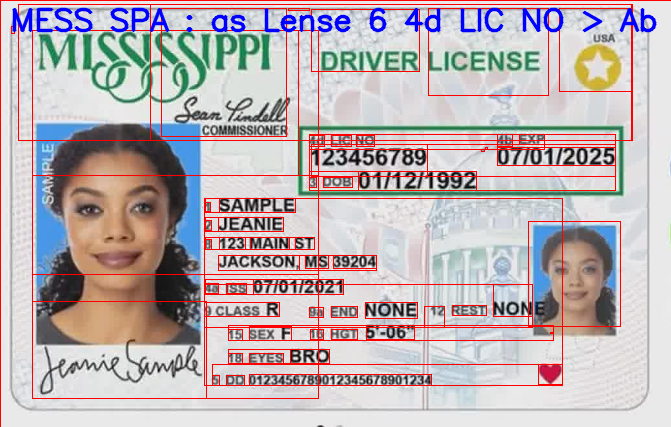 MESS SPA : as Lense 6 4d LIC NO > Ab
MISSISSIPPI
DRIVER LICENSE
USA
Sean Tindell
COMMISSIONER
4d LIC NO
4b EXP
123456789
07/01/2025
3 DOB 01/12/1992
SAMPLE
1 SAMPLE
2 JEANIE
8 123 MAIN ST
JACKSON, MS 39204
4a ISS 07/01/2021
9 CLASS R
9a END NONE
12 REST NONE
15 SEX F
16 HGT 5'-06"
18 EYES BRO
5 DD 0123456789012345678901234
Jeanie Sample